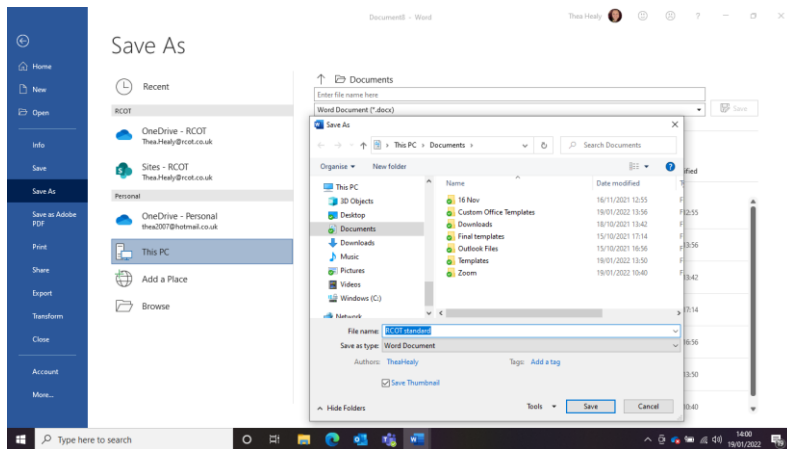 Document8 - Word
Thea Healy
?
Save As
Home
New
Open
Info
Save
Save As
Save as Adobe
PDF
Print
Share
Export
Transform
Close
Account
More...
Recent
RCOT
OneDrive - RCOT
Thea.Healy@rcot.co.uk
Sites - RCOT
Thea.Healy@rcot.co.uk
Personal
OneDrive - Personal
thea2007@hotmail.co.uk
This PC
Add a Place
Browse
Documents
Enter file name here
Word Document (*.docx)
Save
Save As
This PC > Documents >
Search Documents
Organise
New folder
?
This PC
3D Objects
Desktop
Documents
Downloads
Music
Pictures
Videos
Windows (C:)
Network
Name Date modified
16 Nov 16/11/2021 12:55
Custom Office Templates 19/01/2022 13:56
Downloads 18/10/2021 13:42
Final templates 15/10/2021 17:14
Outlook Files 15/10/2021 16:56
Templates 19/01/2022 13:50
Zoom 19/01/2022 10:40
File name: RCOT standard
Save as type: Word Document
Authors: TheaHealy Tags: Add a tag
Save Thumbnail
Hide Folders
Tools
Save
Cancel
Type here to search
14:00
19/01/2022